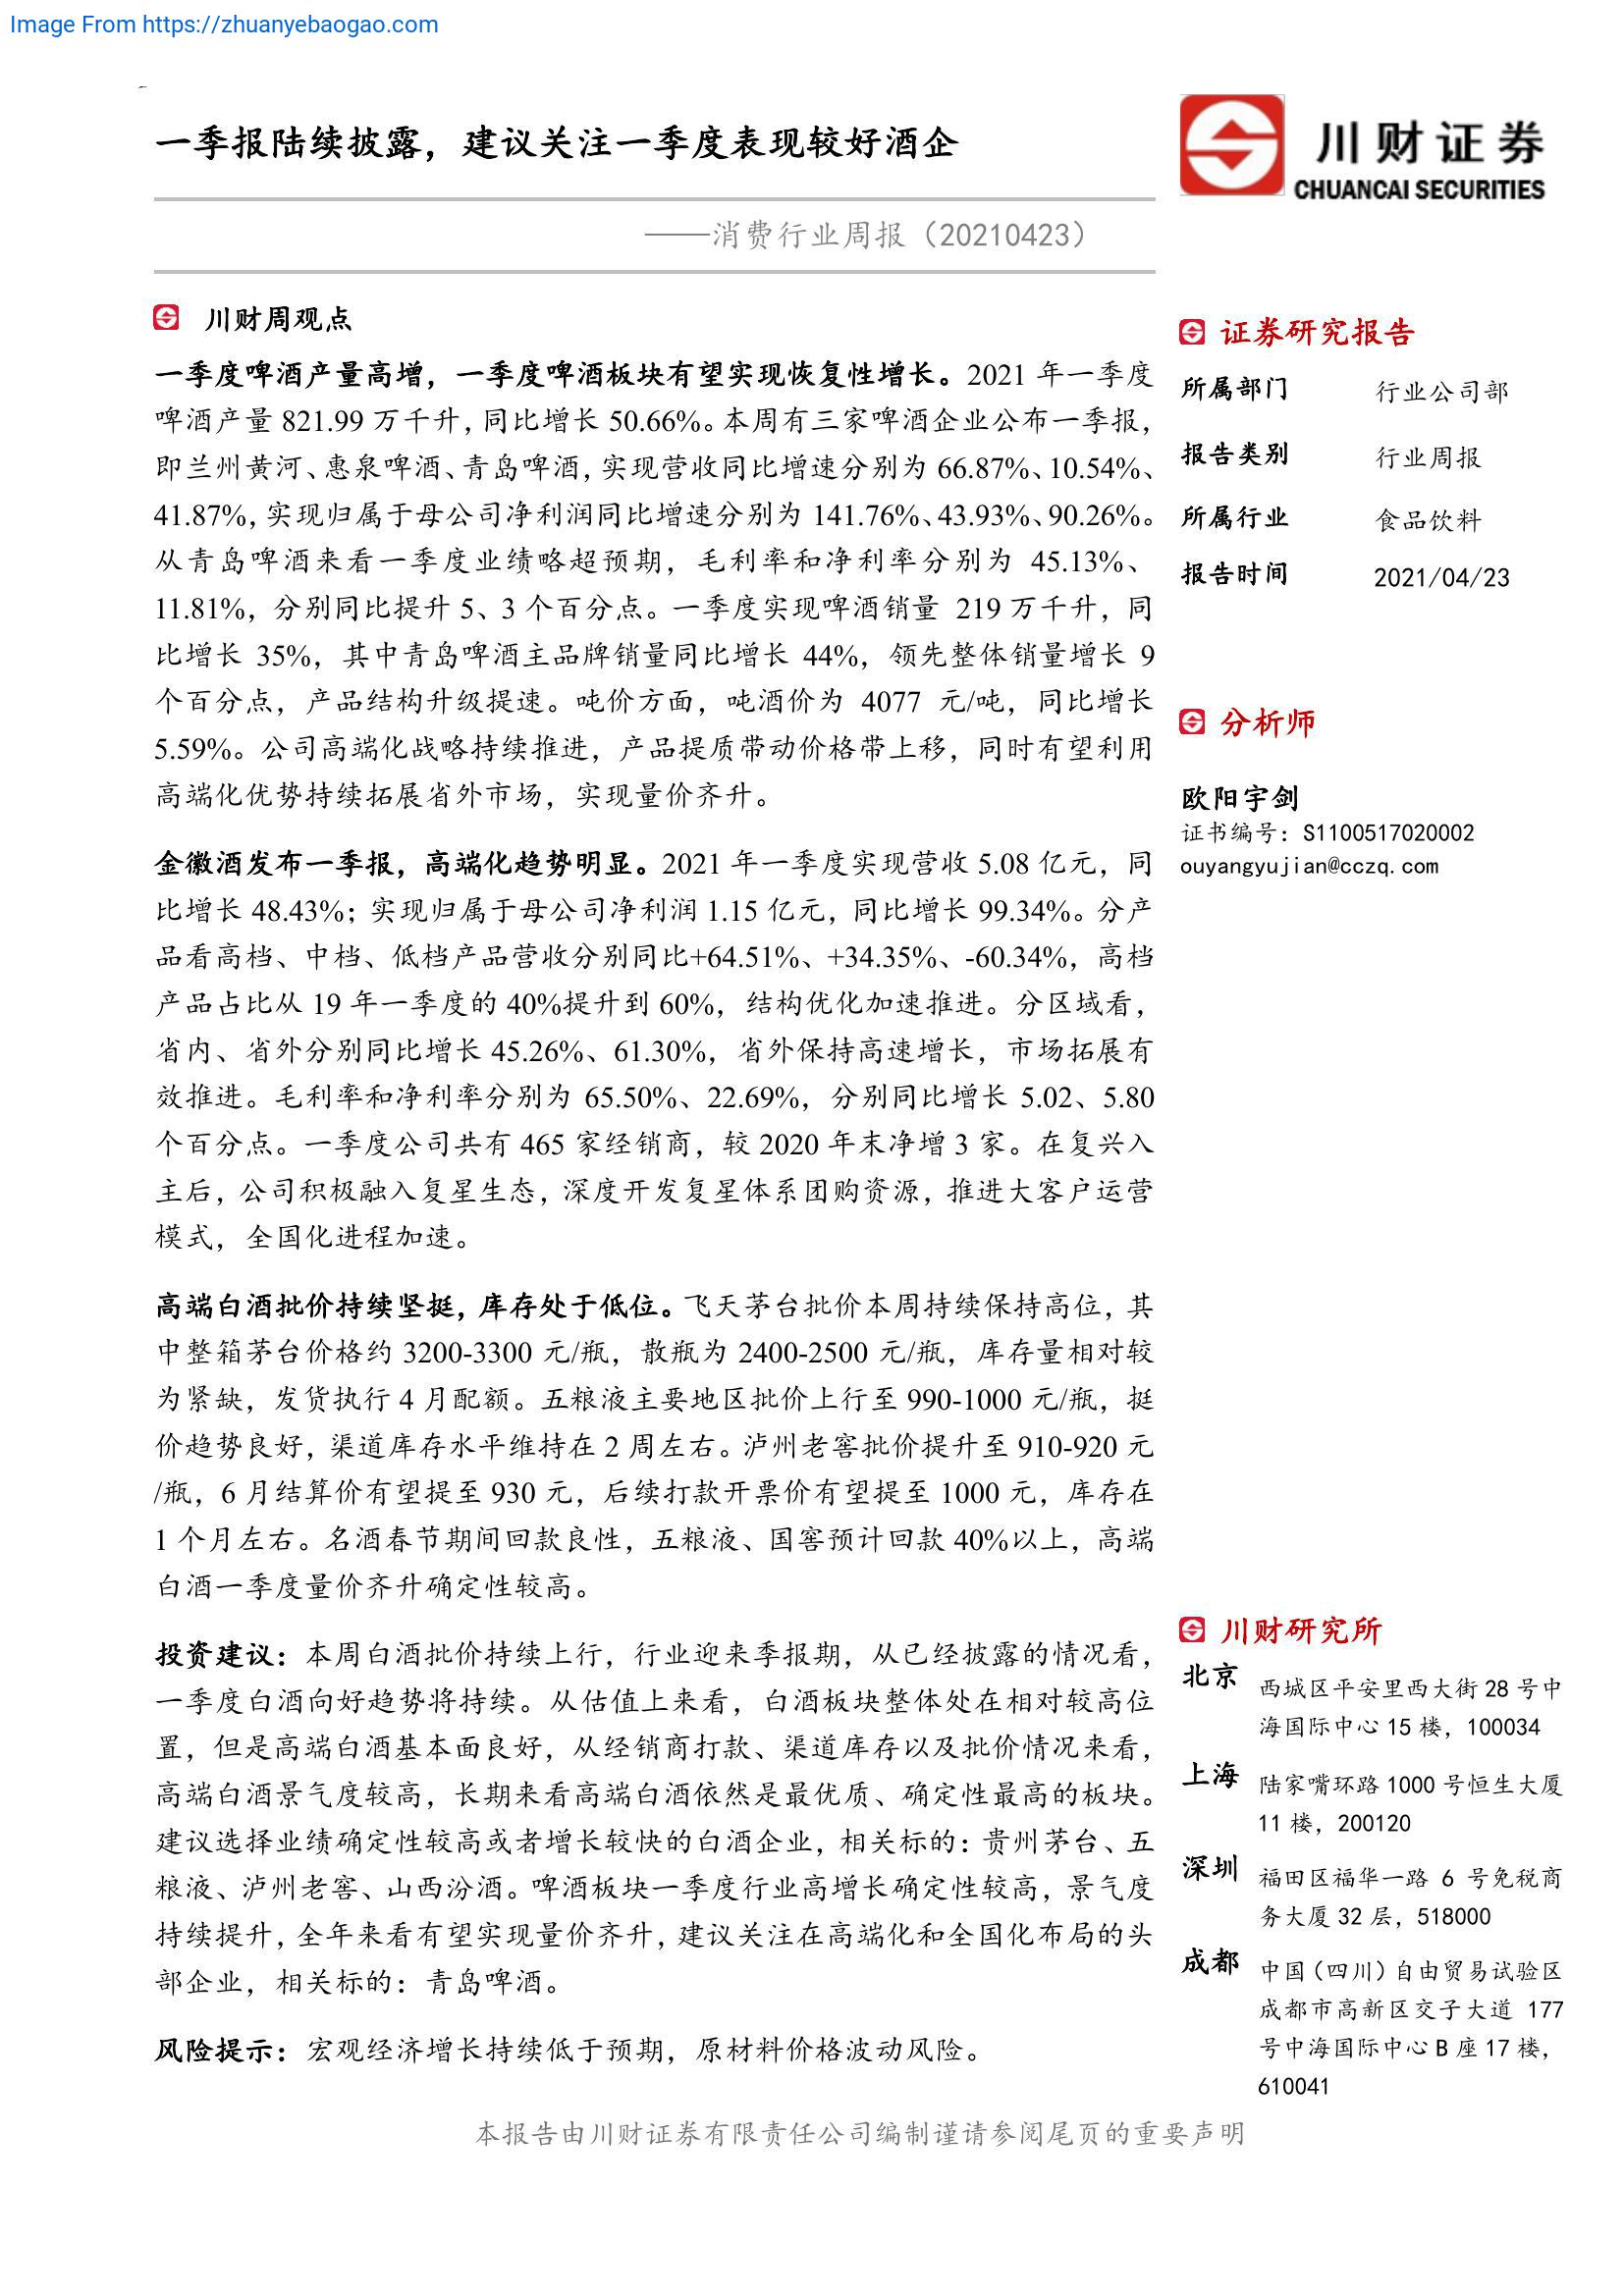 Image From https://zhuanyebaogao.com
一季报陆续披露，建议关注一季度表现较好酒企
——消费行业周报（20210423）
川财证券
CHUANCAI SECURITIES
川财周观点
一季度啤酒产量高增，一季度啤酒板块有望实现恢复性增长。2021 年一季度
啤酒产量 821.99 万千升，同比增长 50.66%。本周有三家啤酒企业公布一季报，
即兰州黄河、惠泉啤酒、青岛啤酒，实现营收同比增速分别为 66.87%、10.54%、
41.87%，实现归属于母公司净利润同比增速分别为 141.76%、43.93%、90.26%。
从青岛啤酒来看一季度业绩略超预期，毛利率和净利率分别为 45.13%、
11.81%，分别同比提升 5、3 个百分点。一季度实现啤酒销量 219 万千升，同
比增长 35%，其中青岛啤酒主品牌销量同比增长 44%，领先整体销量增长 9
个百分点，产品结构升级提速。吨价方面，吨酒价为 4077 元/吨，同比增长
5.59%。公司高端化战略持续推进，产品提质带动价格带上移，同时有望利用
高端化优势持续拓展省外市场，实现量价齐升。
金徽酒发布一季报，高端化趋势明显。2021 年一季度实现营收 5.08 亿元，同
比增长 48.43%；实现归属于母公司净利润 1.15 亿元，同比增长 99.34%。分产
品看高档、中档、低档产品营收分别同比+64.51%、+34.35%、-60.34%，高档
产品占比从 19 年一季度的 40%提升到 60%，结构优化加速推进。分区域看，
省内、省外分别同比增长 45.26%、61.30%，省外保持高速增长，市场拓展有
效推进。毛利率和净利率分别为 65.50%、22.69%，分别同比增长 5.02、5.80
个百分点。一季度公司共有 465 家经销商，较 2020 年末净增 3 家。在复兴入
主后，公司积极融入复星生态，深度开发复星体系团购资源，推进大客户运营
模式，全国化进程加速。
高端白酒批价持续坚挺，库存处于低位。飞天茅台批价本周持续保持高位，其
中整箱茅台价格约 3200-3300 元/瓶，散瓶为 2400-2500 元/瓶，库存量相对较
为紧缺，发货执行 4 月配额。五粮液主要地区批价上行至 990-1000 元/瓶，挺
价趋势良好，渠道库存水平维持在 2 周左右。泸州老窖批价提升至 910-920 元
/瓶，6 月结算价有望提至 930 元，后续打款开票价有望提至 1000 元，库存在
1 个月左右。名酒春节期间回款良性，五粮液、国窖预计回款 40%以上，高端
白酒一季度量价齐升确定性较高。
投资建议：本周白酒批价持续上行，行业迎来季报期，从已经披露的情况看，
一季度白酒向好趋势将持续。从估值上来看，白酒板块整体处在相对较高位
置，但是高端白酒基本面良好，从经销商打款、渠道库存以及批价情况来看，
高端白酒景气度较高，长期来看高端白酒依然是最优质、确定性最高的板块。
建议选择业绩确定性较高或者增长较快的白酒企业，相关标的：贵州茅台、五
粮液、泸州老窖、山西汾酒。啤酒板块一季度行业高增长确定性较高，景气度
持续提升，全年来看有望实现量价齐升，建议关注在高端化和全国化布局的头
部企业，相关标的：青岛啤酒。
风险提示：宏观经济增长持续低于预期，原材料价格波动风险。
证券研究报告
所属部门 行业公司部
报告类别 行业周报
所属行业 食品饮料
报告时间 2021/04/23
分析师
欧阳宇剑
证书编号：S1100517020002
ouyangyujian@cczq.com
川财研究所
北京 西城区平安里西大街 28 号中
海国际中心 15 楼，100034
上海 陆家嘴环路 1000 号恒生大厦
11 楼，200120
深圳 福田区福华一路 6 号免税商
务大厦 32 层，518000
成都 中国（四川）自由贸易试验区
成都市高新区交子大道 177
号中海国际中心 B 座 17 楼，
610041
本报告由川财证券有限责任公司编制谨请参阅尾页的重要声明